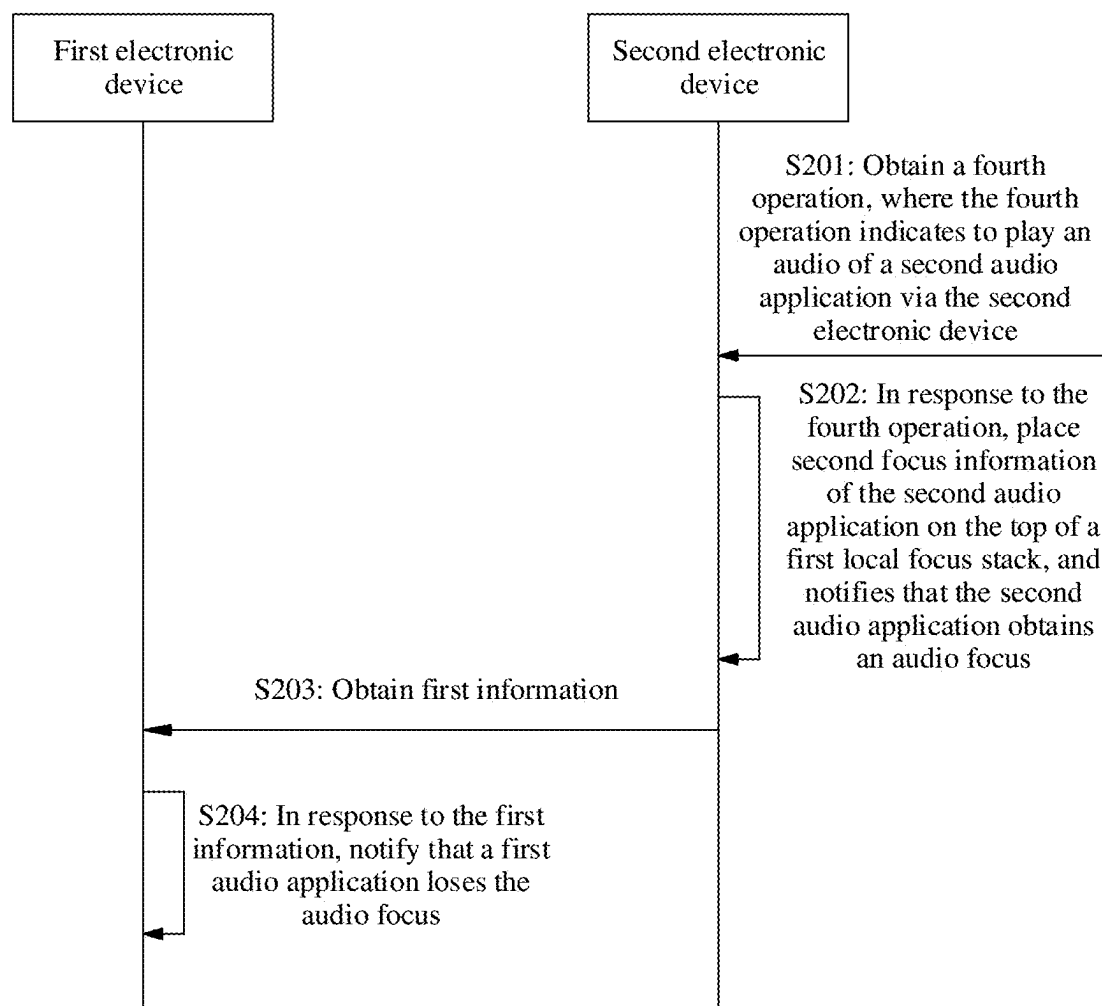 First electronic
device
Second electronic
device
S201: Obtain a fourth
operation, where the fourth
operation indicates to play an
audio of a second audio
application via the second
electronic device
S202: In response to the
fourth operation, place
second focus information
of the second audio
application on the top of a
first local focus stack, and
notifies that the second
audio application obtains
an audio focus
S203: Obtain first information
S204: In response to the first
information, notify that a first
audio application loses the
audio focus